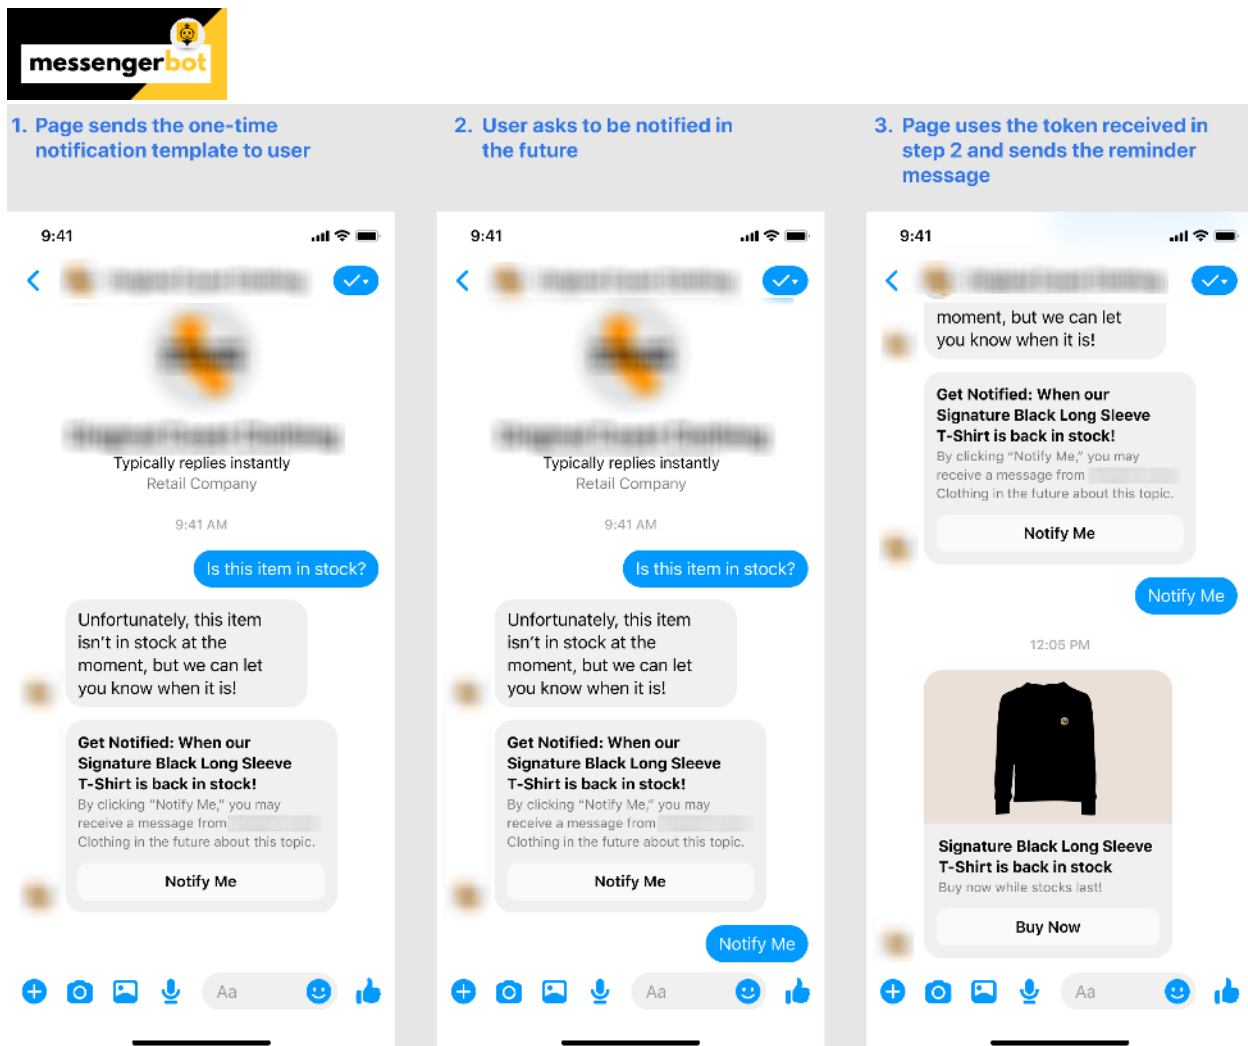 messengerbot
1. Page sends the one-time
notification template to user
9:41
Typically replies instantly
Retail Company
9:41 AM
Is this item in stock?
Unfortunately, this item
isn't in stock at the
moment, but we can let
you know when it is!
Get Notified: When our
Signature Black Long Sleeve
T-Shirt is back in stock!
By clicking “Notify Me,” you may
receive a message from
Clothing in the future about this topic.
Notify Me
Aa
2. User asks to be notified in
the future
9:41
Typically replies instantly
Retail Company
9:41 AM
Is this item in stock?
Unfortunately, this item
isn't in stock at the
moment, but we can let
you know when it is!
Get Notified: When our
Signature Black Long Sleeve
T-Shirt is back in stock!
By clicking “Notify Me,” you may
receive a message from
Clothing in the future about this topic.
Notify Me
Notify Me
Aa
3. Page uses the token received in
step 2 and sends the reminder
message
9:41
moment, but we can let
you know when it is!
Get Notified: When our
Signature Black Long Sleeve
T-Shirt is back in stock!
By clicking “Notify Me,” you may
receive a message from
Clothing in the future about this topic.
Notify Me
Notify Me
12:05 PM
Signature Black Long Sleeve
T-Shirt is back in stock
Buy now while stocks last!
Buy Now
Aa